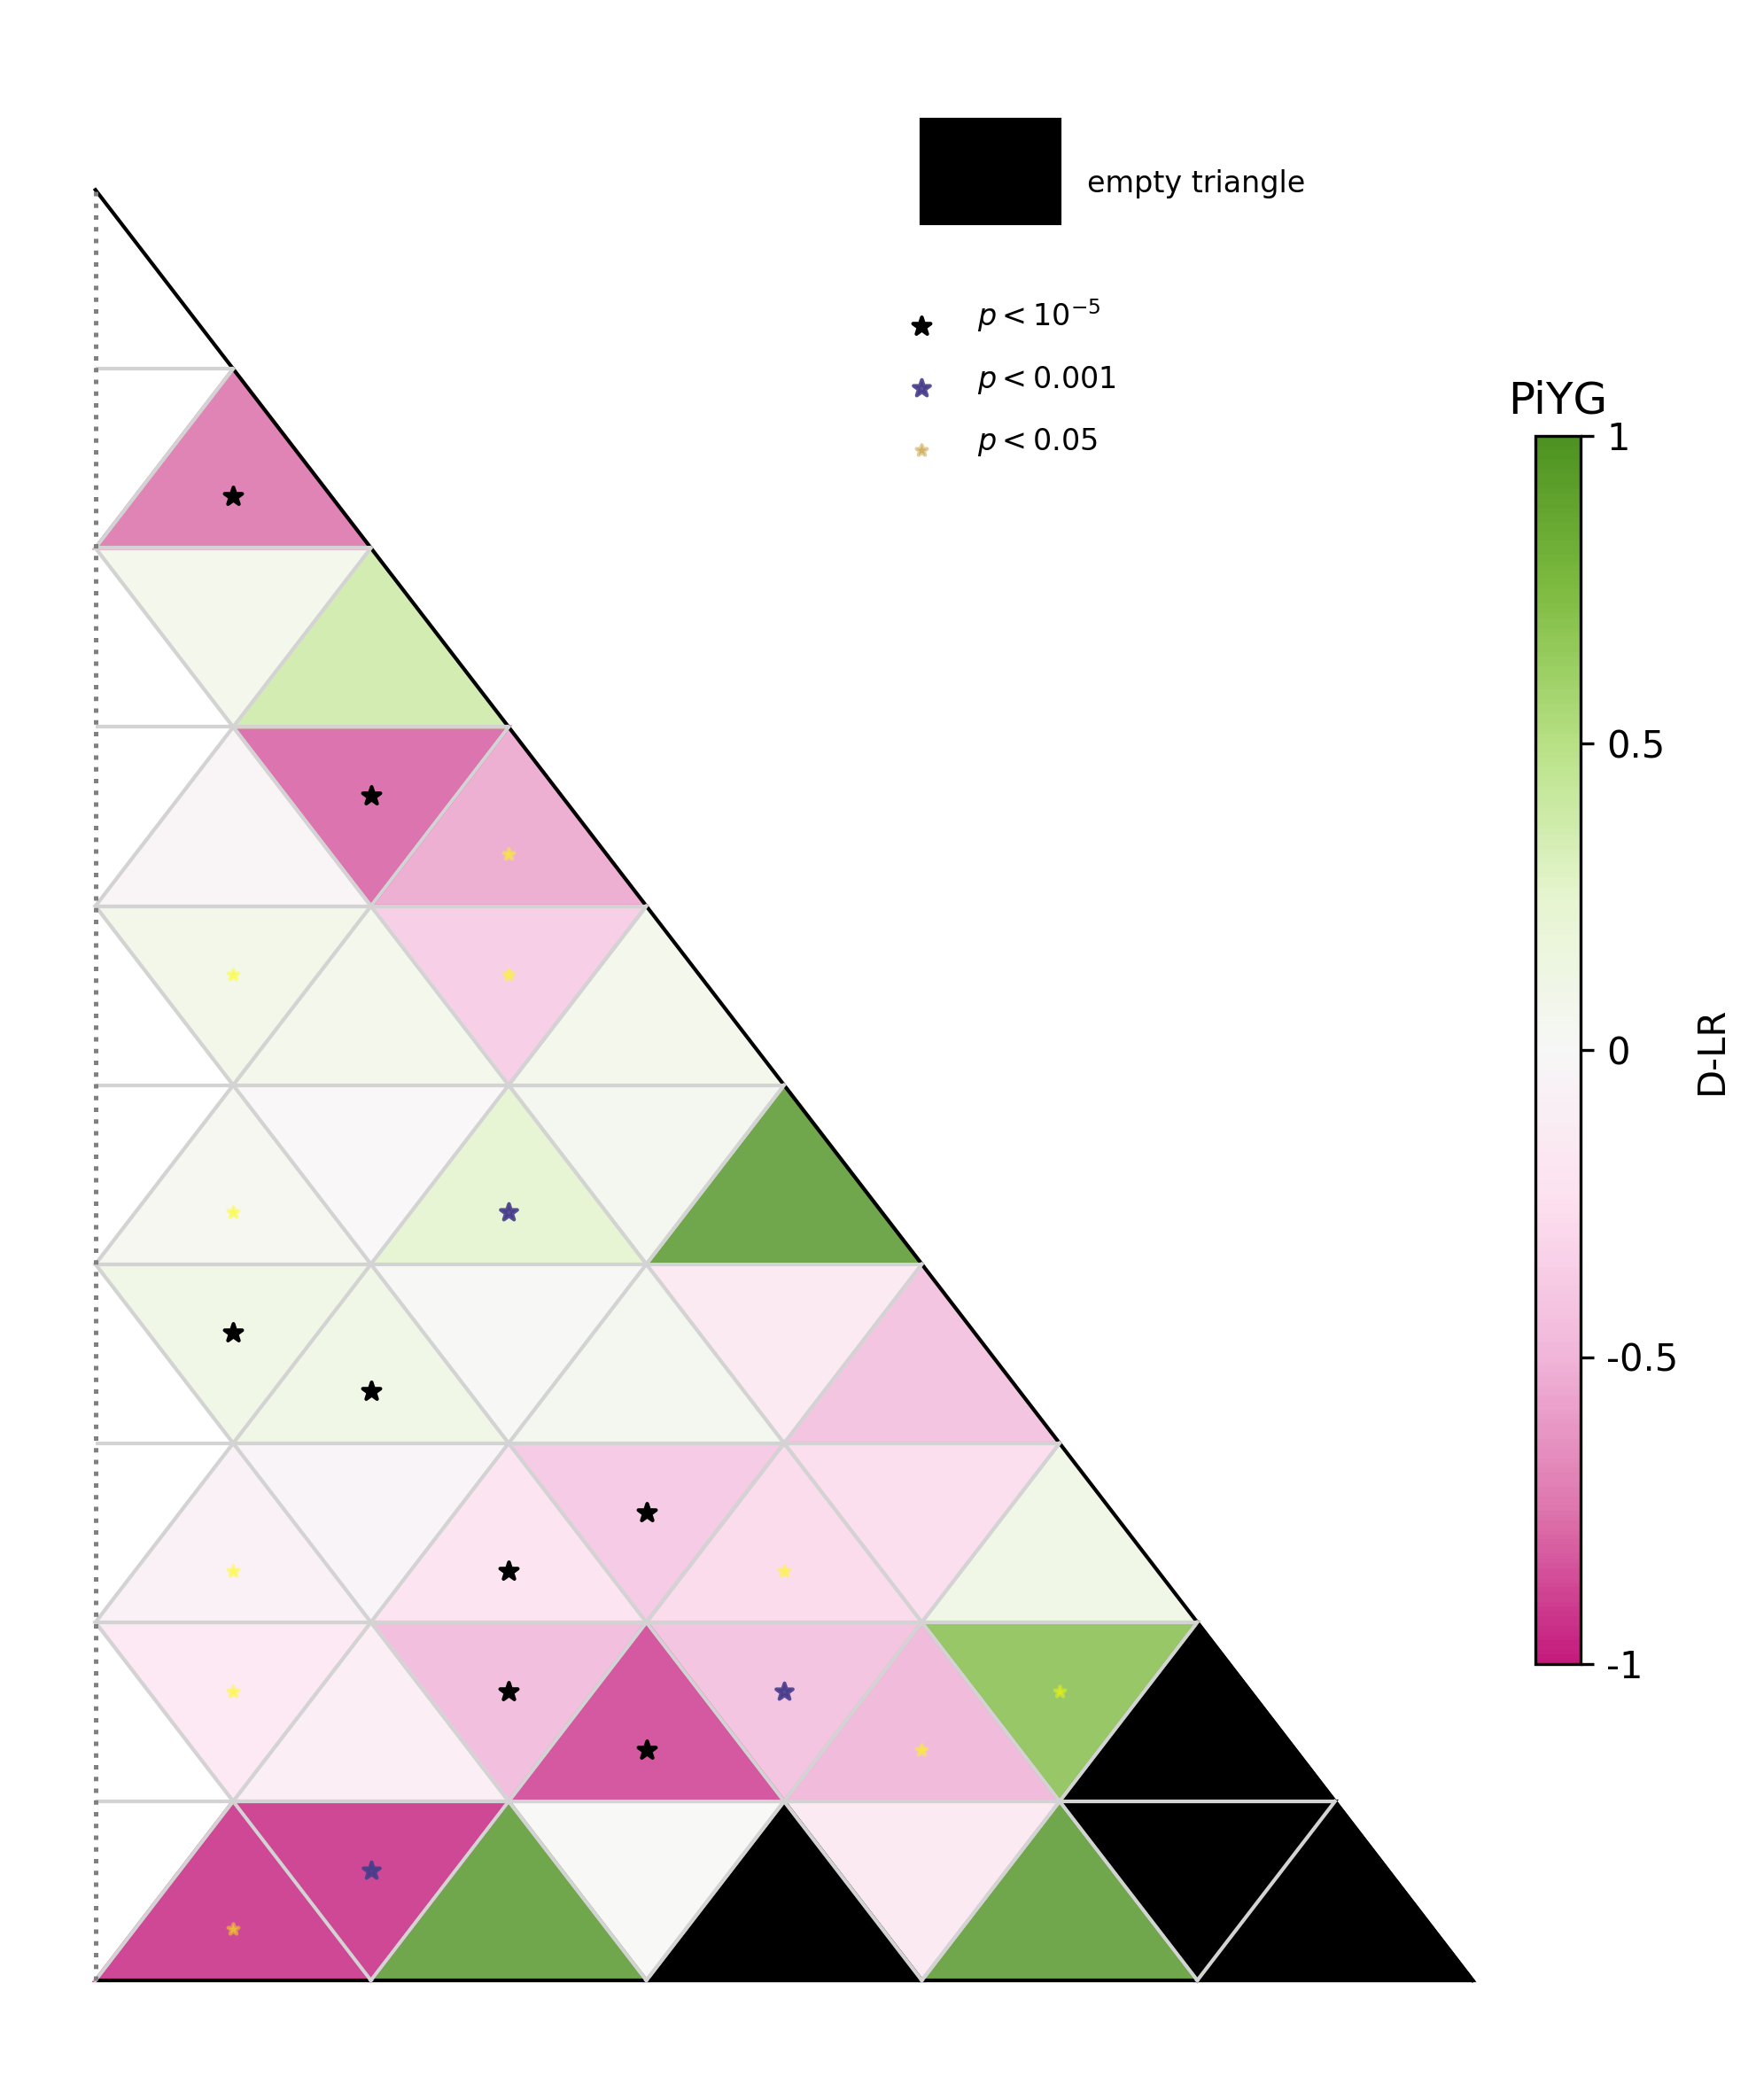 empty triangle
p < 10⁻⁵
p < 0.001
p < 0.05
PiYG
1
0.5
0
-0.5
-1
D-LR